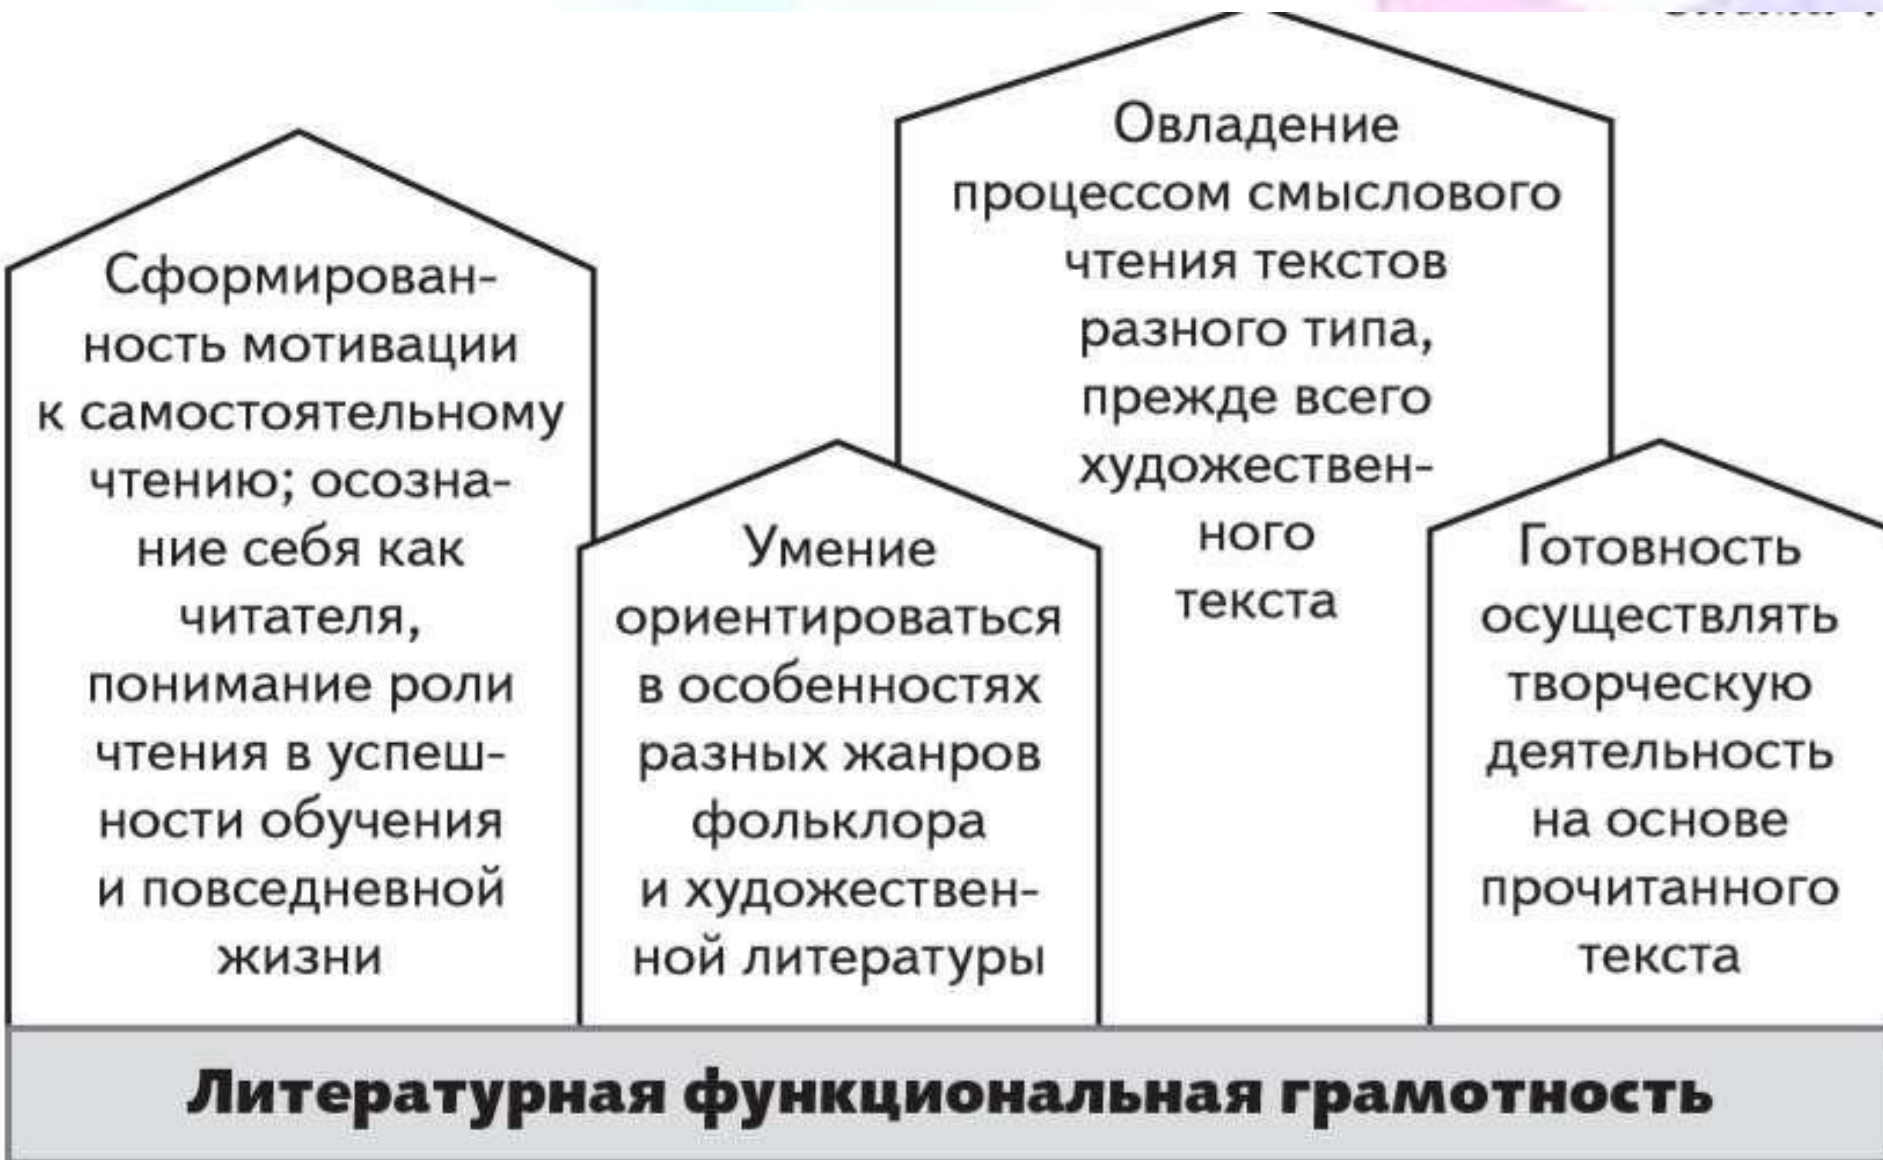 Сформирован-
ность мотивации
к самостоятельному
чтению; осозна-
ние себя как
читателя,
понимание роли
чтения в успеш-
ности обучения
и повседневной
жизни
Умение
ориентироваться
в особенностях
разных жанров
фольклора
и художествен-
ной литературы
Овладение
процессом смыслового
чтения текстов
разного типа,
прежде всего
художествен-
ного
текста
Готовность
осуществлять
творческую
деятельность
на основе
прочитанного
текста
Литературная функциональная грамотность